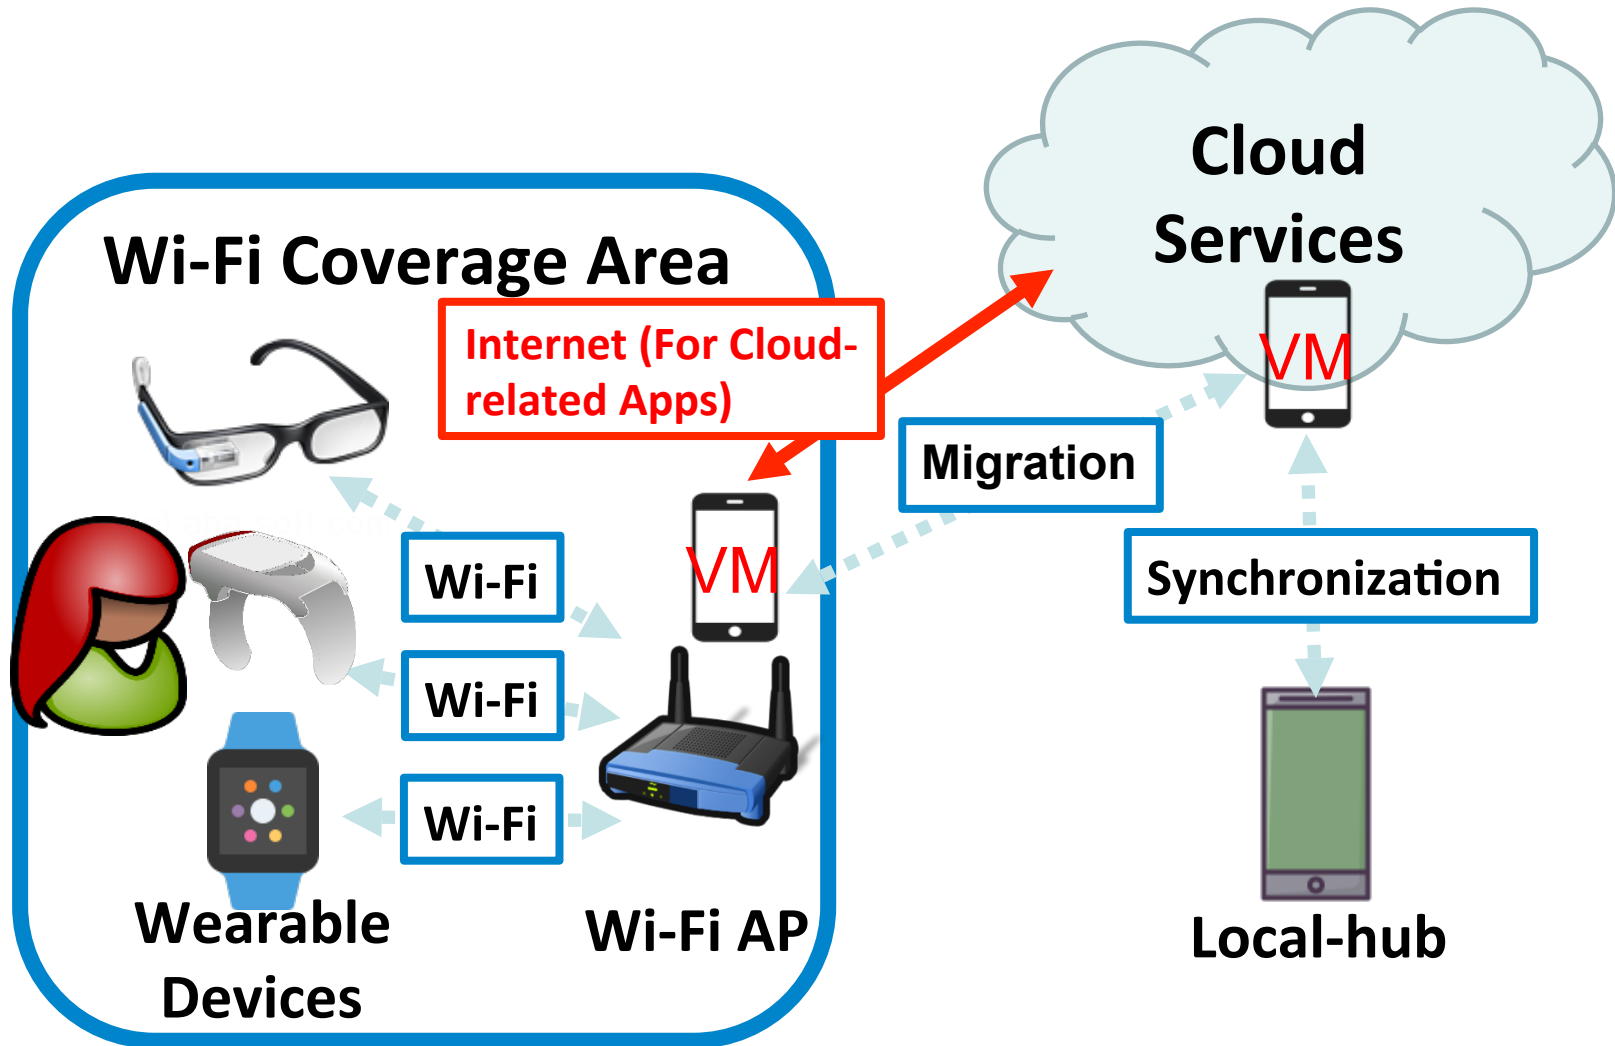 Cloud
Services
VM
Wi-Fi Coverage Area
Internet (For Cloud-
related Apps)
Migration
VM
Wi-Fi
Wi-Fi
Wi-Fi
Synchronization
Wearable
Devices
Wi-Fi AP
Local-hub